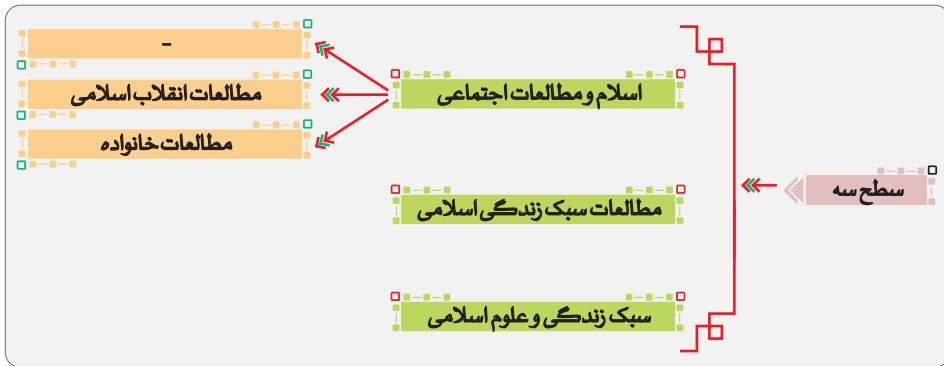 سطح سه
اسلام و مطالعات اجتماعی
-
مطالعات انقلاب اسلامی
مطالعات خانواده
مطالعات سبک زندگی اسلامی
سبک زندگی و علوم اسلامی